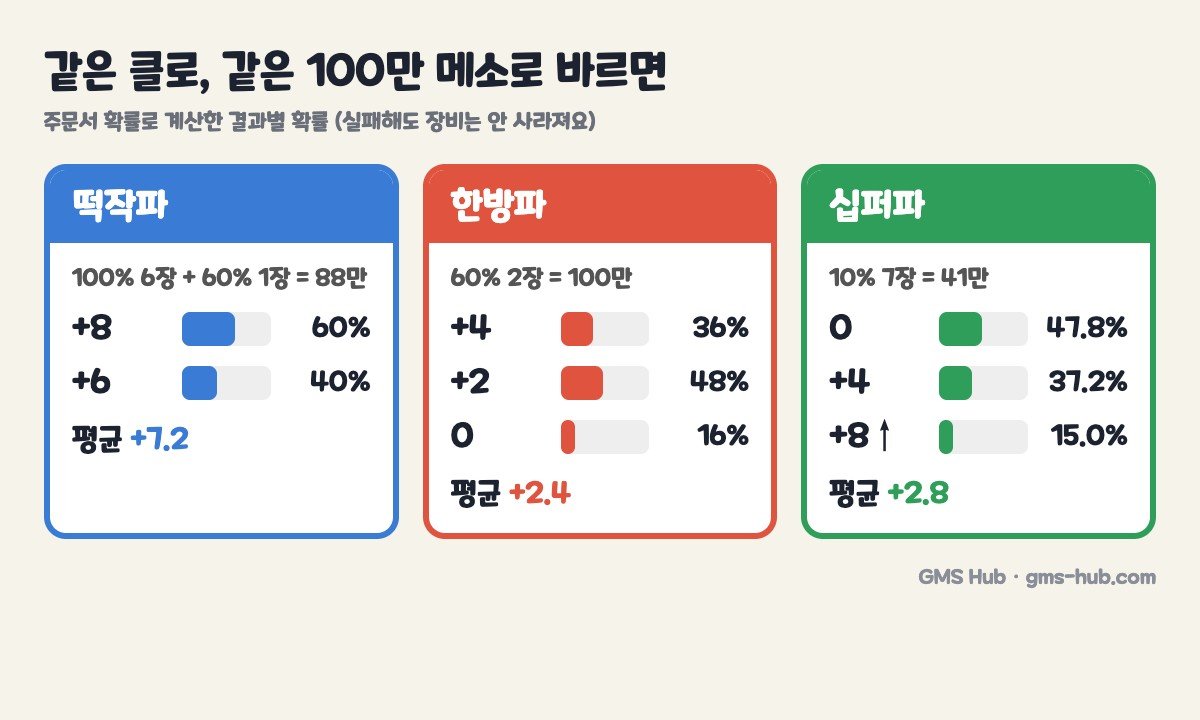 같은 클로, 같은 100만 메소로 바르면
주문서 확률로 계산한 결과별 확률 (실패해도 장비는 안 사라져요)
떡작파
100% 6장 + 60% 1장 = 88만
+8 60%
+6 40%
평균 +7.2
한방파
60% 2장 = 100만
+4 36%
+2 48%
0 16%
평균 +2.4
십퍼파
10% 7장 = 41만
0 47.8%
+4 37.2%
+8↑ 15.0%
평균 +2.8
GMS Hub · gms-hub.com